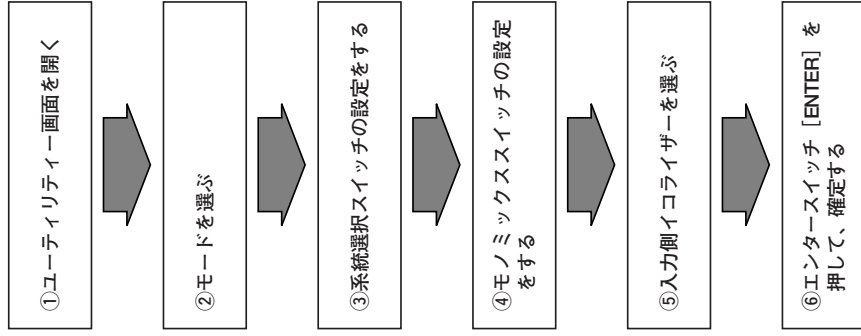 ①ユーティリティー画面を開く
②モードを選ぶ
③系統選択スイッチの設定をする
④モノミックススイッチの設定
をする
⑤入力側イコライザーを選ぶ
⑥エンタースイッチ［ENTER］を
押して、確定する